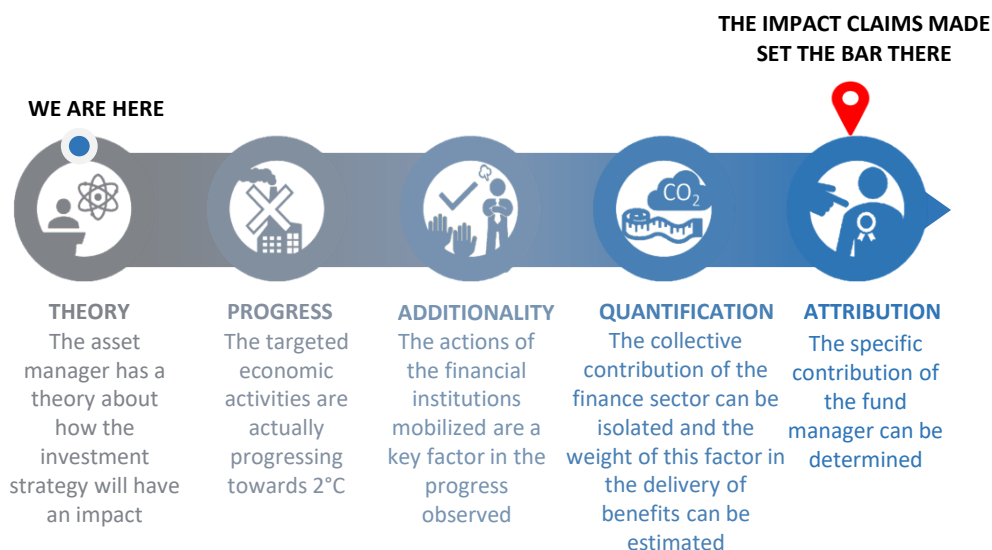 THE IMPACT CLAIMS MADE
SET THE BAR THERE
WE ARE HERE
CO2
THEORY
The asset
manager has a
theory about
how the
investment
strategy will have
an impact
PROGRESS
The targeted
economic
activities are
actually
progressing
towards 2°C
ADDITIONALITY
The actions of
the financial
institutions
mobilized are a
key factor in the
progress
observed
QUANTIFICATION
The collective
contribution of the
finance sector can be
isolated and the
weight of this factor in
the delivery of
benefits can be
estimated
ATTRIBUTION
The specific
contribution of
the fund
manager can be
determined